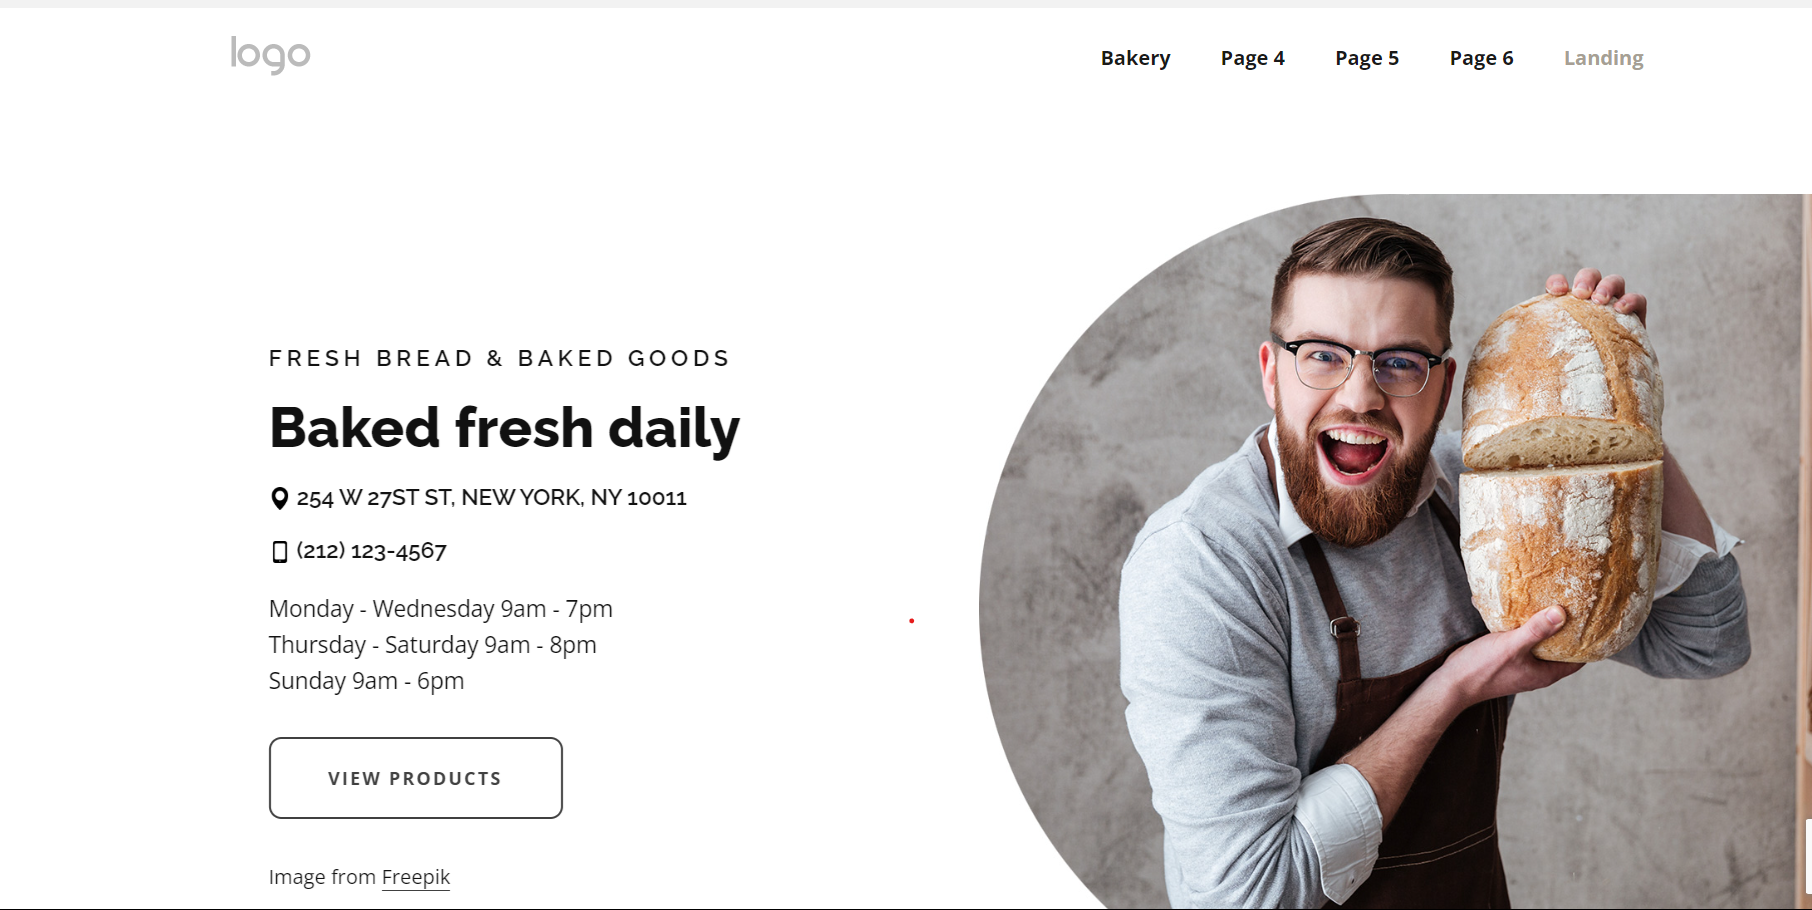 logo
Bakery Page 4 Page 5 Page 6 Landing
FRESH BREAD & BAKED GOODS
Baked fresh daily
254 W 27ST ST, NEW YORK, NY 10011
(212) 123-4567
Monday - Wednesday 9am - 7pm
Thursday - Saturday 9am - 8pm
Sunday 9am - 6pm
VIEW PRODUCTS
Image from Freepik